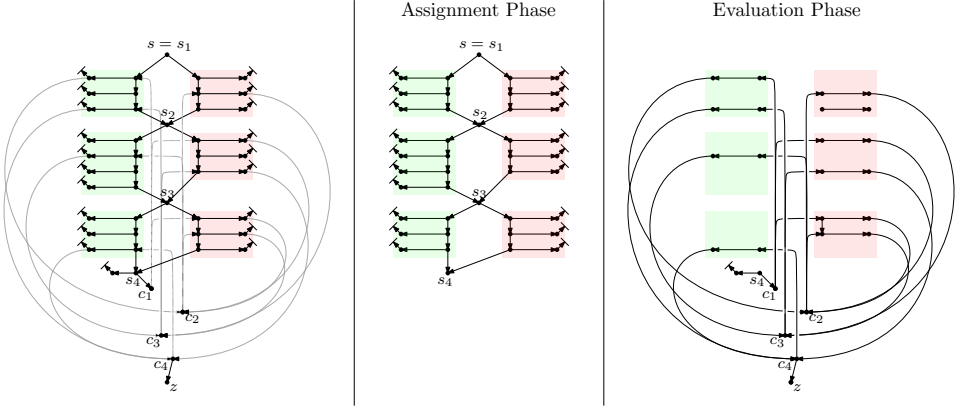 Assignment Phase
Evaluation Phase
s = s₁
s₂
s₃
s₄
c₁
c₂
c₃
c₄
z
s = s₁
s₂
s₃
s₄
s₄
c₁
c₂
c₃
c₄
z